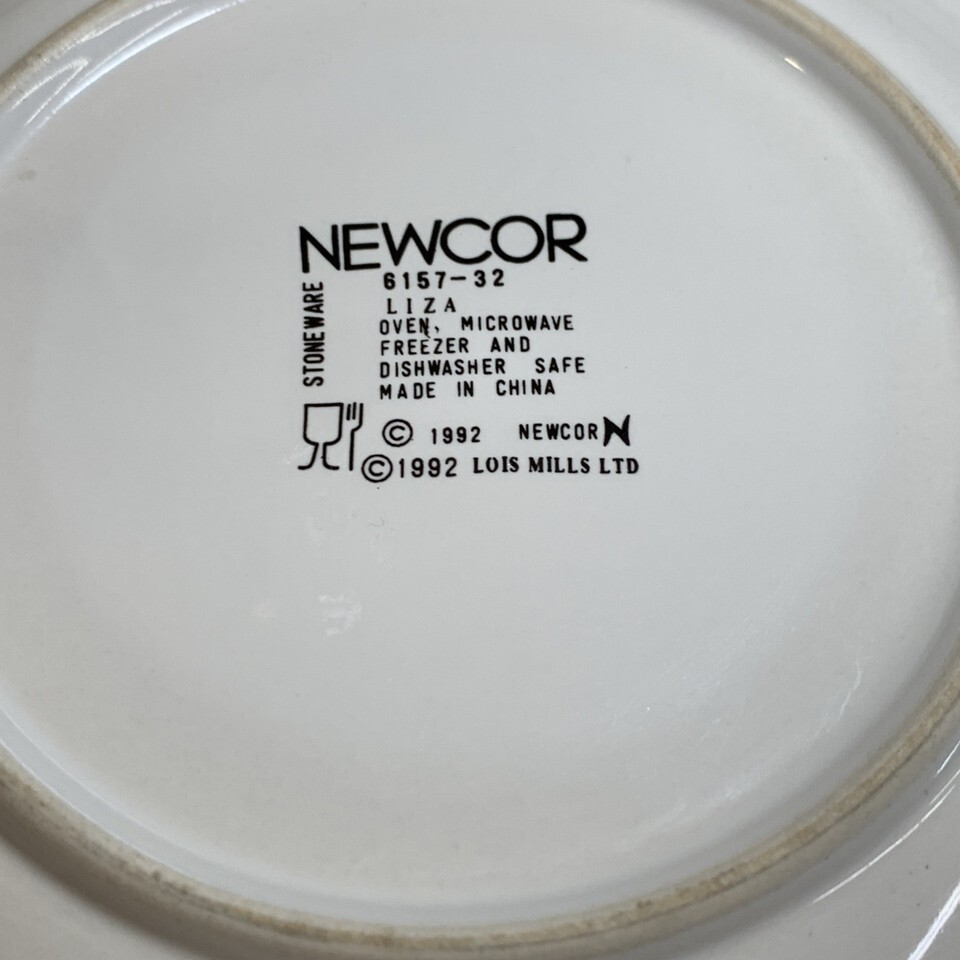 NEWCOR
STONEWARE
6157-32
LIZA
OVEN, MICROWAVE
FREEZER AND
DISHWASHER SAFE
MADE IN CHINA
© 1992 NEWCOR N
©1992 LOIS MILLS LTD